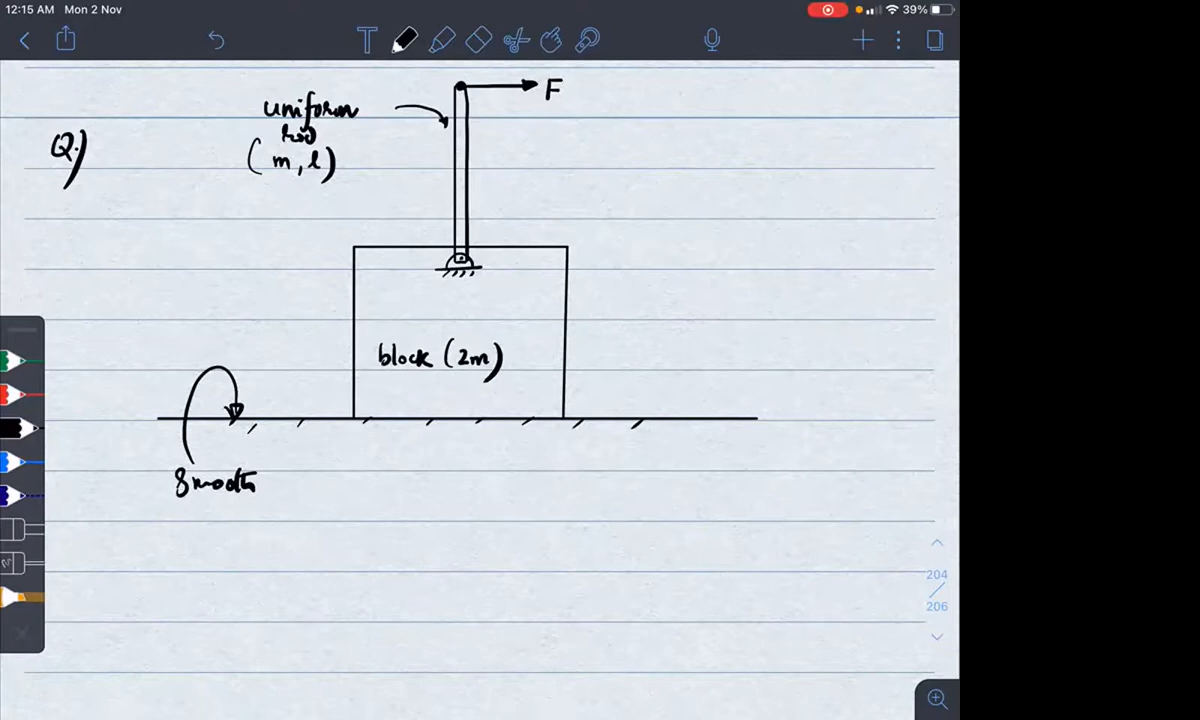 12:15 AM Mon 2 Nov
39%
T
F
uniform
rod
(m, l)
Q.)
block (2m)
Smooth
204
/
206